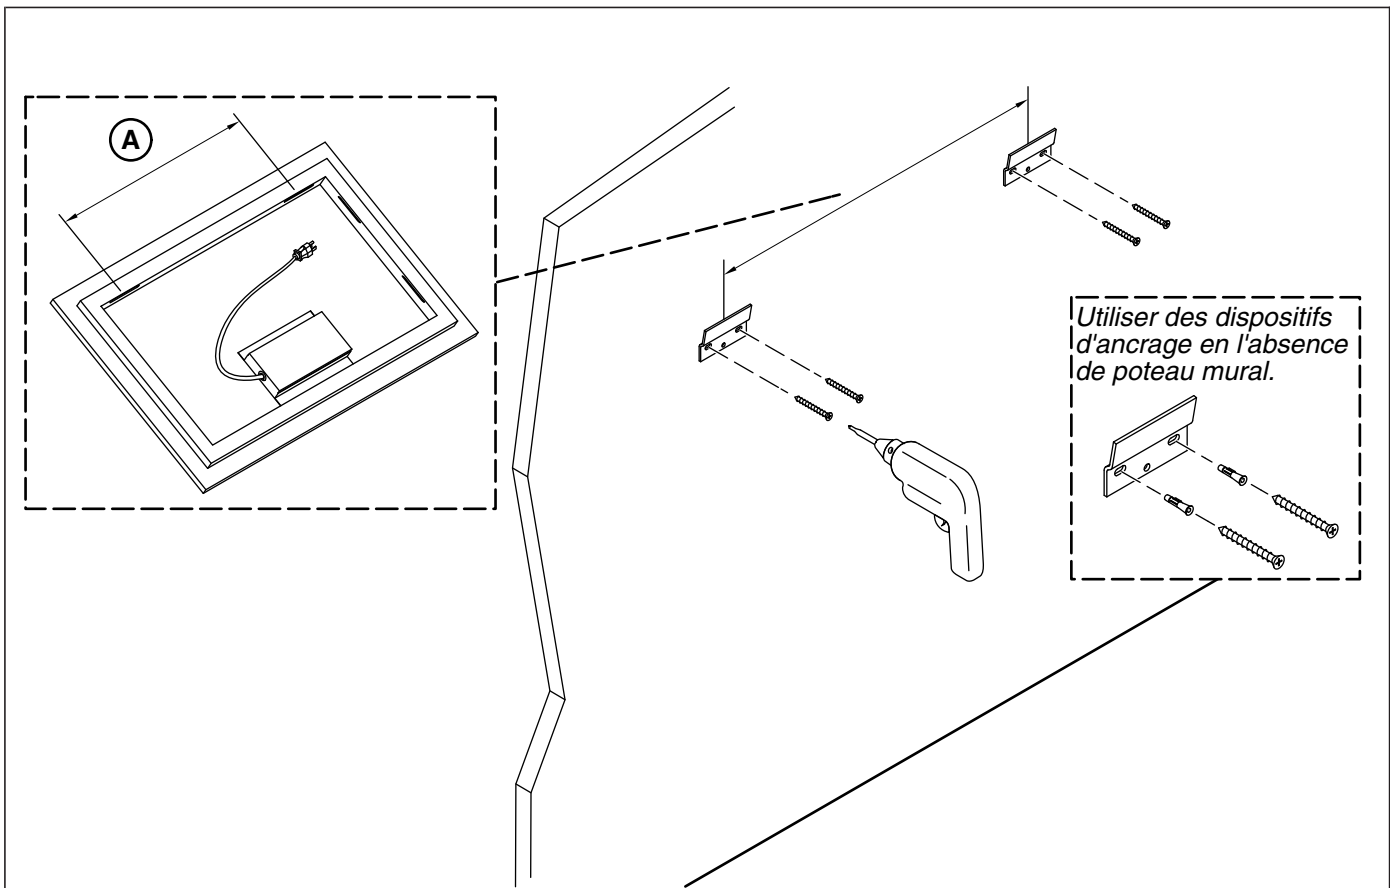 A
Utiliser des dispositifs
d'ancrage en l'absence
de poteau mural.